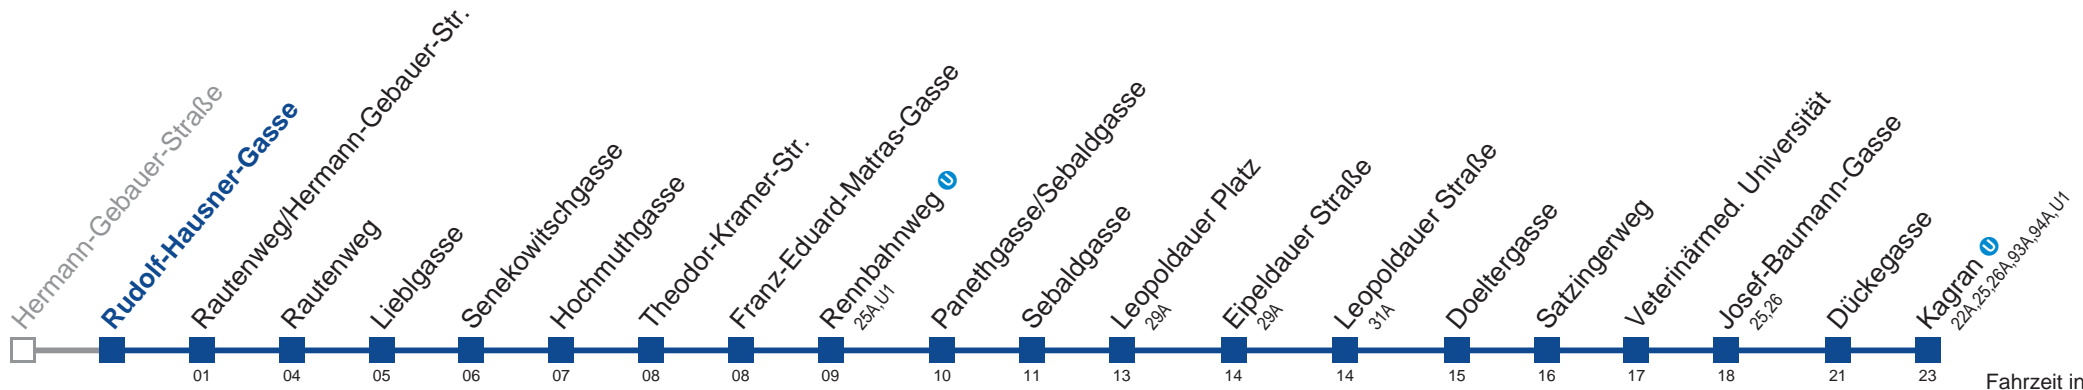 Hermann-Gebauer-Straße
Rudolf-Hausner-Gasse
Rautenweg/Hermann-Gebauer-Str.
Rautenweg
Lieblgasse
Senekowitschgasse
Hochmuthgasse
Theodor-Kramer-Str.
Franz-Eduard-Matras-Gasse
Rennbahnweg U
25A,U1
Panethgasse/Sebaldgasse
Sebaldgasse
Leopoldauer Platz
29A
Eipeldauer Straße
29A
Leopoldauer Straße
31A
Doeltergasse
Satzingerweg
Veterinärmed. Universität
Josef-Baumann-Gasse
25,26
Dückegasse
Kagran U
22A,25,26A,93A,94A,U1
01 04 05 06 07 08 08 09 10 11 13 14 14 15 16 17 18 21 23
Fahrzeit in